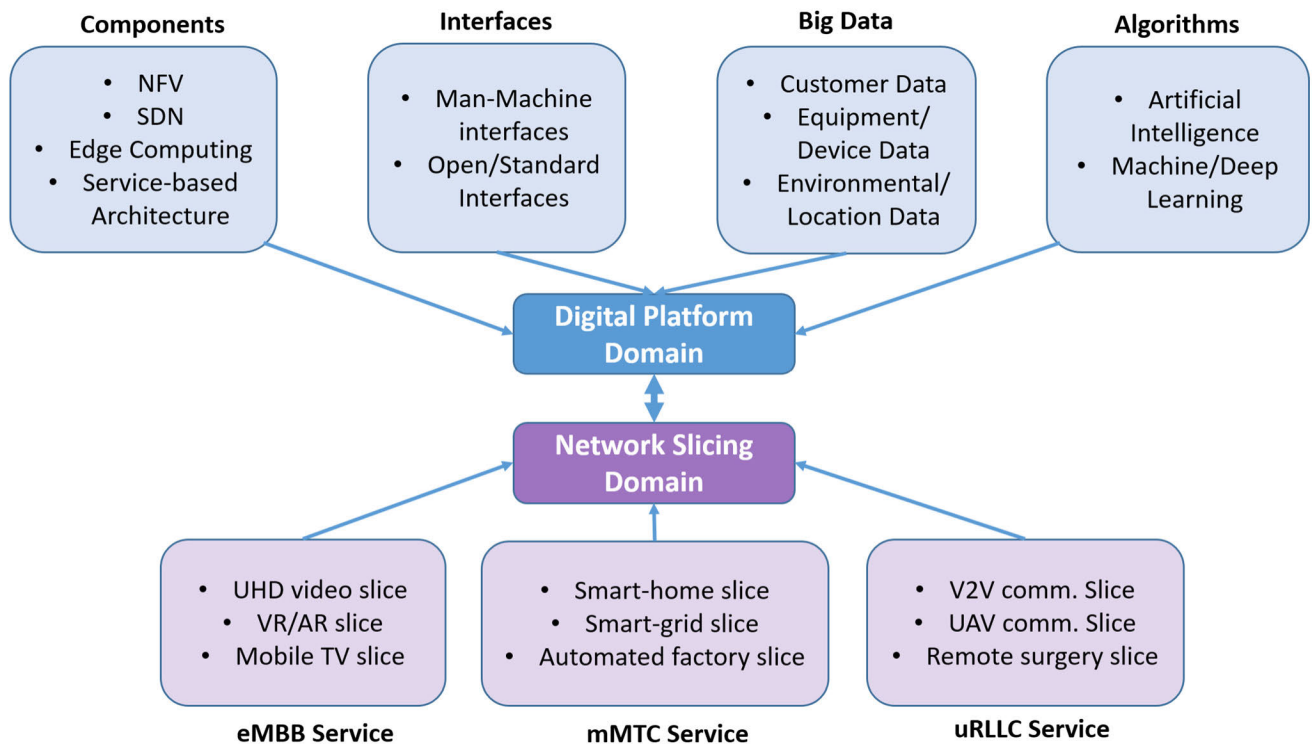 Components
• NFV
• SDN
• Edge Computing
• Service-based
Architecture
Interfaces
• Man-Machine
interfaces
• Open/Standard
Interfaces
Big Data
• Customer Data
• Equipment/
Device Data
• Environmental/
Location Data
Algorithms
• Artificial
Intelligence
• Machine/Deep
Learning
Digital Platform
Domain
Network Slicing
Domain
• UHD video slice
• VR/AR slice
• Mobile TV slice
eMBB Service
• Smart-home slice
• Smart-grid slice
• Automated factory slice
mMTC Service
• V2V comm. Slice
• UAV comm. Slice
• Remote surgery slice
uRLLC Service